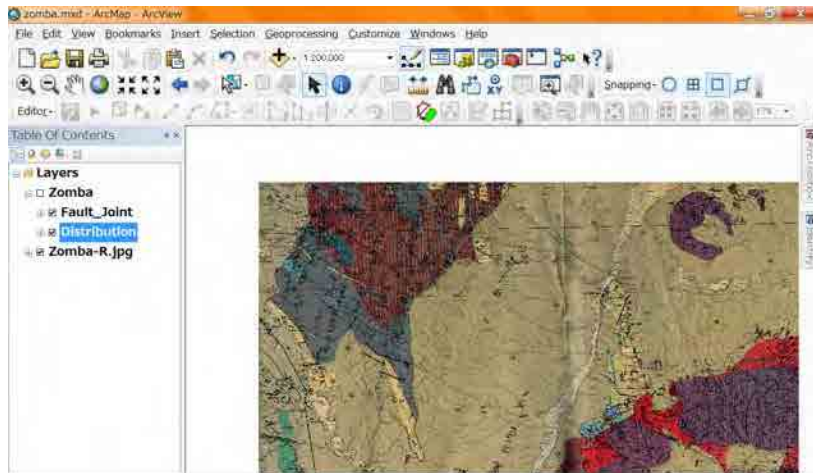 zomba.mxd - ArcMap - ArcView
File Edit View Bookmarks Insert Selection Geoprocessing Customize Windows Help
1:200,000
Snapping-
Editor-
Table Of Contents
Layers
Zomba
Fault_Joint
Distribution
Zomba-R.jpg